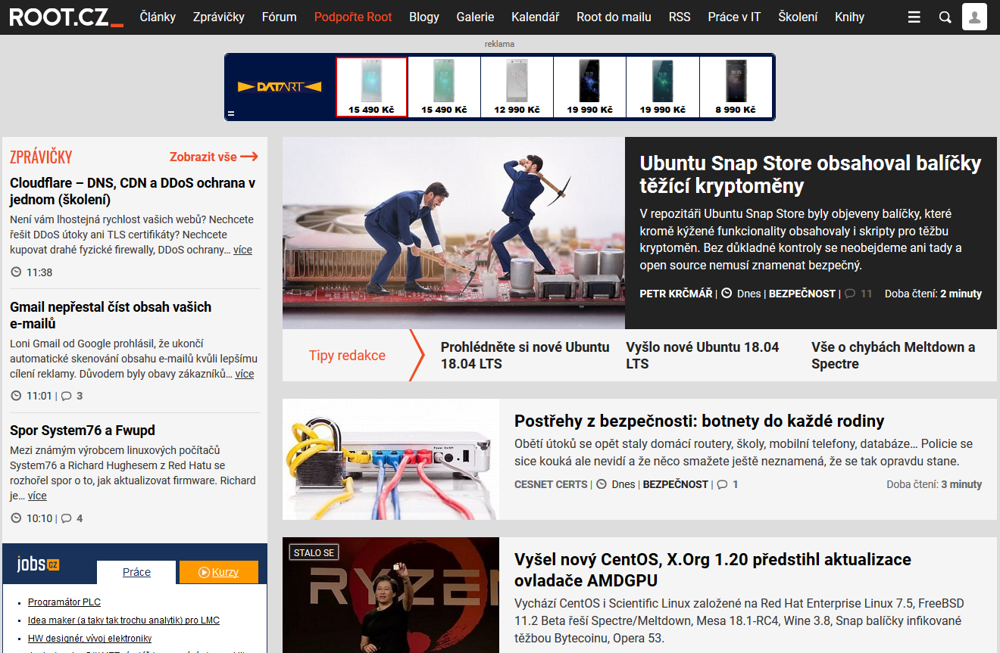 ROOT.CZ_ Články Zprávičky Fórum Podpořte Root Blogy Galerie Kalendář Root do mailu RSS Práce v IT Školení Knihy
reklama
DATART
15 490 Kč 15 490 Kč 12 990 Kč 19 990 Kč 19 990 Kč 8 990 Kč
ZPRÁVIČKY Zobrazit vše
Cloudflare – DNS, CDN a DDoS ochrana v
jednom (školení)
Není vám lhostejná rychlost vašich webů? Nechcete
řešit DDoS útoky ani TLS certifikáty? Nechcete
kupovat drahé fyzické firewally, DDoS ochrany… více
11:38
Gmail nepřestal číst obsah vašich
e-mailů
Loni Gmail od Google prohlásil, že ukončí
automatické skenování obsahu e-mailů kvůli lepšímu
cílení reklamy. Důvodem byly obavy zákazníků… více
11:01 | 3
Spor System76 a Fwupd
Mezi známým výrobcem linuxových počítačů
System76 a Richard Hughesem z Red Hatu se
rozhořel spor o to, jak aktualizovat firmware. Richard
je… více
10:10 | 4
jobs.cz
Práce Kurzy
Programátor PLC
Idea maker (a taky tak trochu analytik) pro LMC
HW designér, vývoj elektroniky
Ubuntu Snap Store obsahoval balíčky
těžící kryptoměny
V repozitáři Ubuntu Snap Store byly objeveny balíčky, které
kromě kýžené funkcionality obsahovaly i skripty pro těžbu
kryptoměn. Bez důkladné kontroly se neobejdeme ani tady a
open source nemusí znamenat bezpečný.
PETR KRČMÁŘ | Dnes | BEZPEČNOST | 11 Doba čtení: 2 minuty
Tipy redakce
Prohlédněte si nové Ubuntu
18.04 LTS
Vyšlo nové Ubuntu 18.04
LTS
Vše o chybách Meltdown a
Spectre
Power On/Off
Postřehy z bezpečnosti: botnety do každé rodiny
Obětí útoků se opět staly domácí routery, školy, mobilní telefony, databáze… Policie se
sice kouká ale nevidí a že něco smažete ještě neznamená, že se tak opravdu stane.
CESNET CERTS | Dnes | BEZPEČNOST | 1 Doba čtení: 3 minuty
STALO SE
RYZEN
Vyšel nový CentOS, X.Org 1.20 předstihl aktualizace
ovladače AMDGPU
Vychází CentOS i Scientific Linux založené na Red Hat Enterprise Linux 7.5, FreeBSD
11.2 Beta řeší Spectre/Meltdown, Mesa 18.1-RC4, Wine 3.8, Snap balíčky infikované
těžbou Bytecoinu, Opera 53.